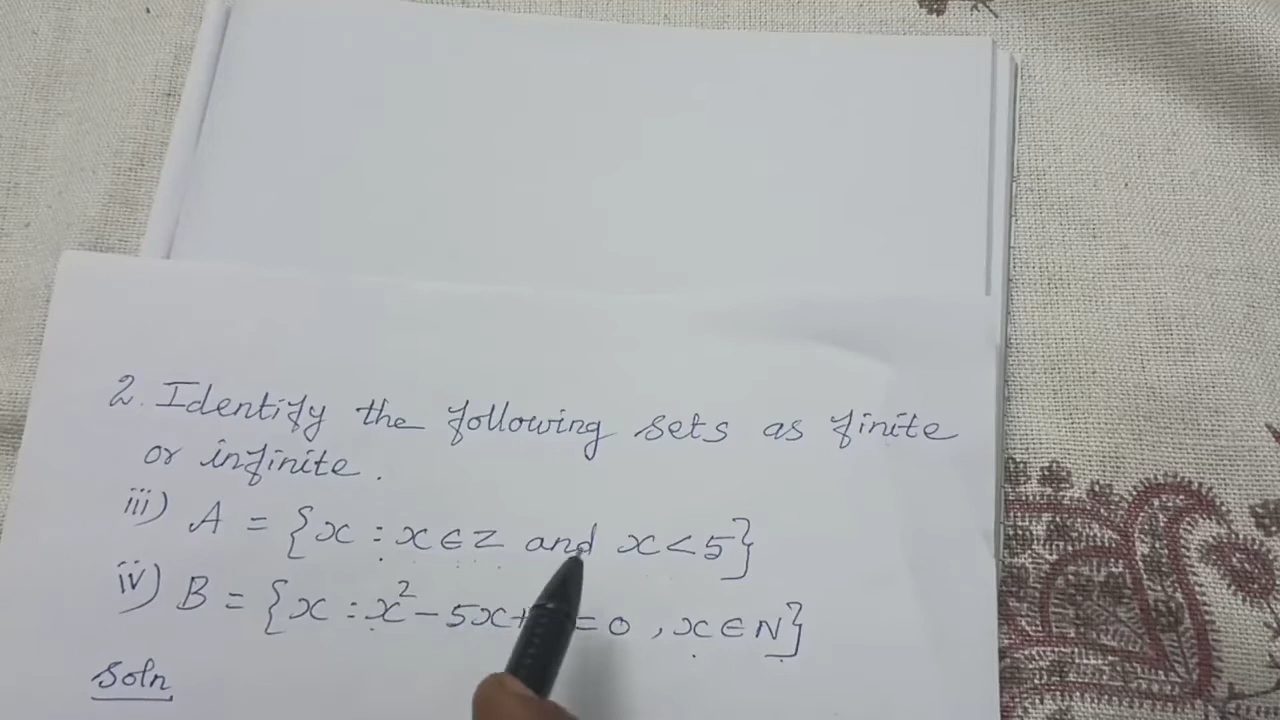 2. Identify the following sets as finite
or infinite.
iii) A = {x : x ∈ Z and x < 5}
iv) B = {x : x² - 5x + = 0, x ∈ N}
Soln